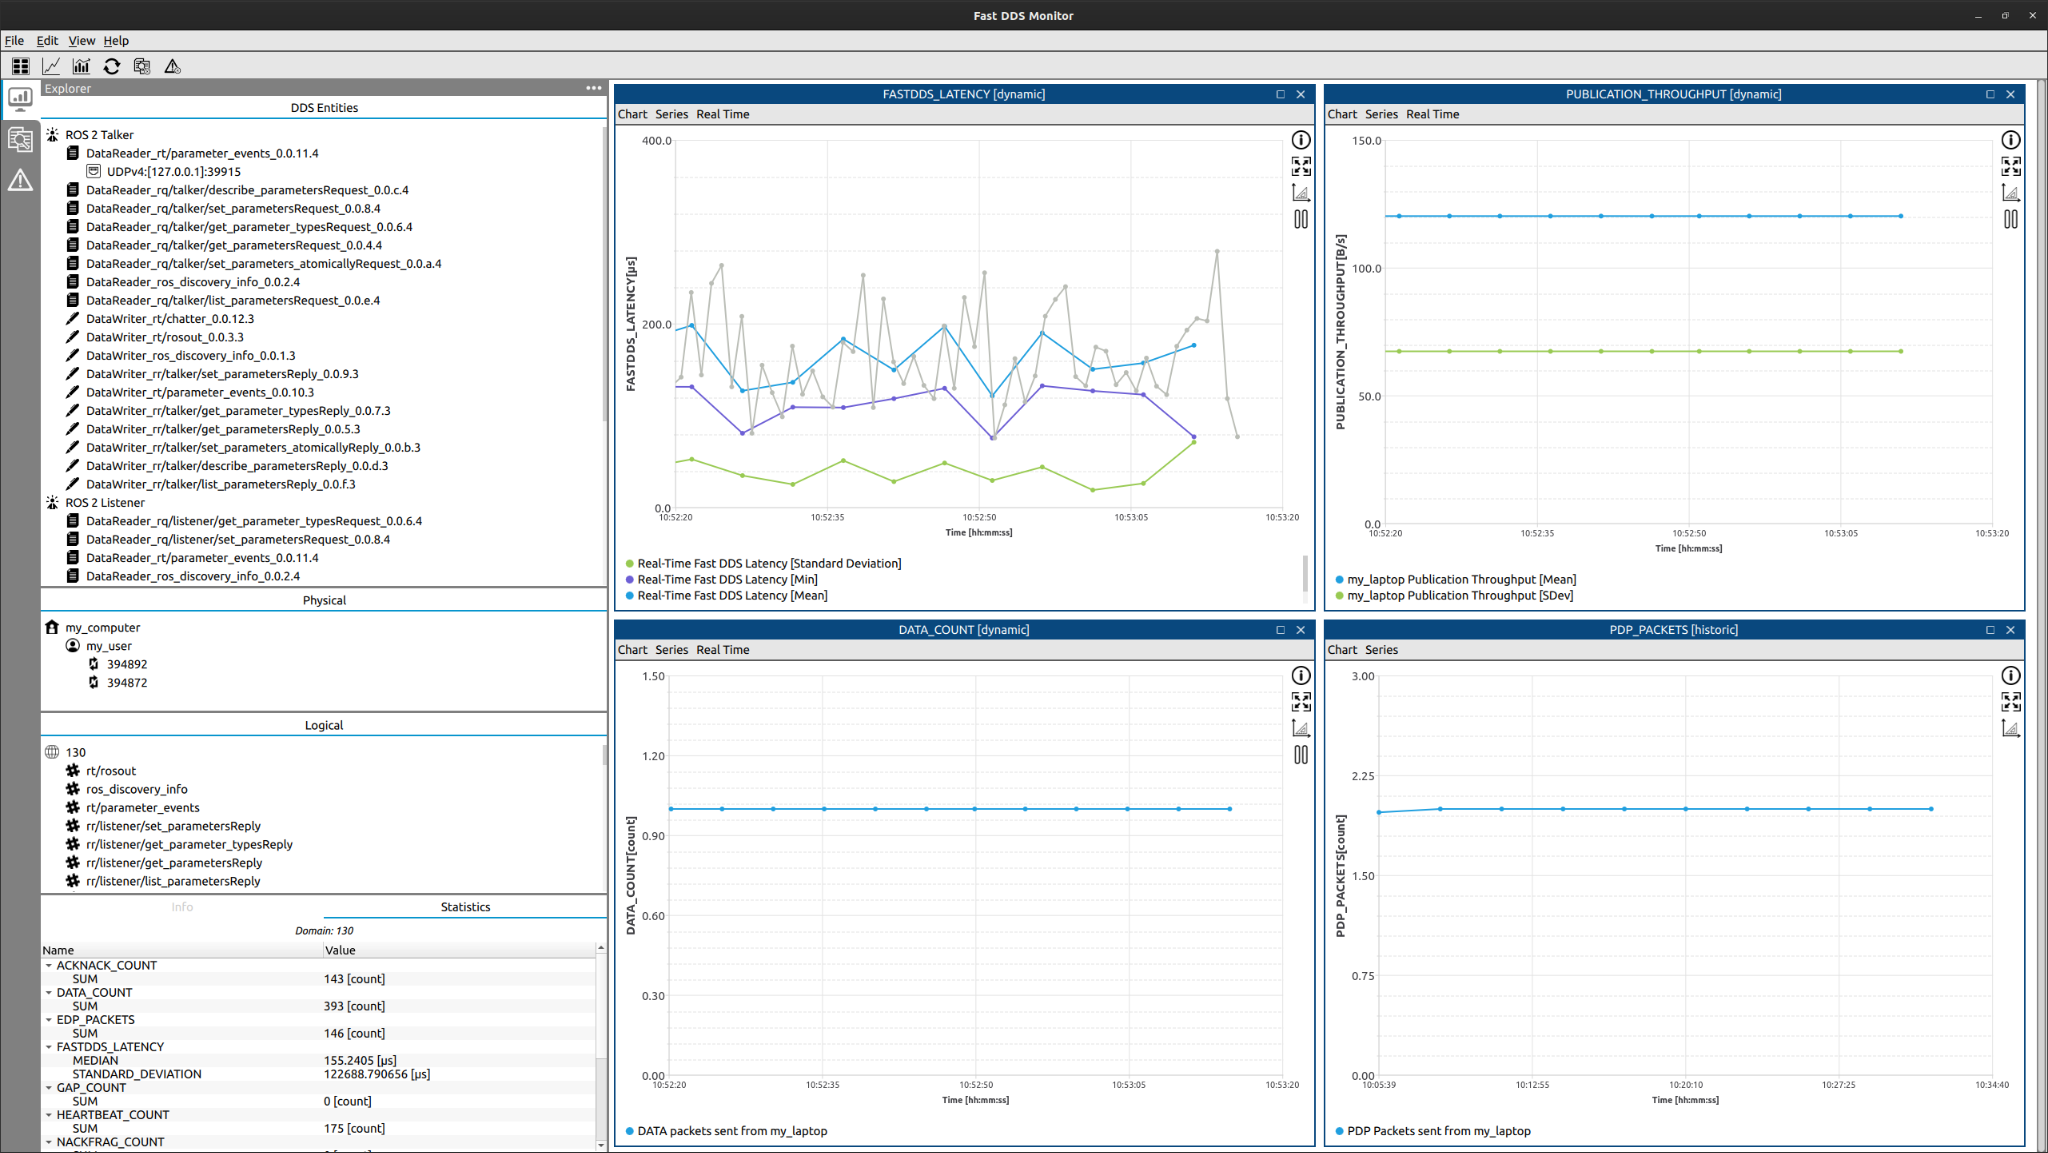 Fast DDS Monitor
File Edit View Help
Explorer
DDS Entities
ROS 2 Talker
DataReader_rt/parameter_events_0.0.11.4
UDPv4:[127.0.0.1]:39915
DataReader_rq/talker/describe_parametersRequest_0.0.c.4
DataReader_rq/talker/set_parametersRequest_0.0.8.4
DataReader_rq/talker/get_parameter_typesRequest_0.0.6.4
DataReader_rq/talker/get_parametersRequest_0.0.4.4
DataReader_rq/talker/set_parameters_atomicallyRequest_0.0.a.4
DataReader_ros_discovery_info_0.0.2.4
DataReader_rq/talker/list_parametersRequest_0.0.e.4
DataWriter_rt/chatter_0.0.12.3
DataWriter_rt/rosout_0.0.3.3
DataWriter_ros_discovery_info_0.0.1.3
DataWriter_rr/talker/set_parametersReply_0.0.9.3
DataWriter_rt/parameter_events_0.0.10.3
DataWriter_rr/talker/get_parameter_typesReply_0.0.7.3
DataWriter_rr/talker/get_parametersReply_0.0.5.3
DataWriter_rr/talker/set_parameters_atomicallyReply_0.0.b.3
DataWriter_rr/talker/describe_parametersReply_0.0.d.3
DataWriter_rr/talker/list_parametersReply_0.0.f.3
ROS 2 Listener
DataReader_rq/listener/get_parameter_typesRequest_0.0.6.4
DataReader_rq/listener/set_parametersRequest_0.0.8.4
DataReader_rt/parameter_events_0.0.11.4
DataReader_ros_discovery_info_0.0.2.4
Physical
my_computer
my_user
394892
394872
Logical
130
rt/rosout
ros_discovery_info
rt/parameter_events
rr/listener/set_parametersReply
rr/listener/get_parameter_typesReply
rr/listener/get_parametersReply
rr/listener/list_parametersReply
Info Statistics
Domain: 130
Name Value
ACKNACK_COUNT
SUM 143 [count]
DATA_COUNT
SUM 393 [count]
EDP_PACKETS
SUM 146 [count]
FASTDDS_LATENCY
MEDIAN 155.2405 [µs]
STANDARD_DEVIATION 122688.790656 [µs]
GAP_COUNT
SUM 0 [count]
HEARTBEAT_COUNT
SUM 175 [count]
NACKFRAG_COUNT
FASTDDS_LATENCY [dynamic]
Chart Series Real Time
400.0
200.0
0.0
FASTDDS_LATENCY[µs]
10:52:20 10:52:35 10:52:50 10:53:05 10:53:20
Time [hh:mm:ss]
Real-Time Fast DDS Latency [Standard Deviation]
Real-Time Fast DDS Latency [Min]
Real-Time Fast DDS Latency [Mean]
PUBLICATION_THROUGHPUT [dynamic]
Chart Series Real Time
150.0
100.0
50.0
0.0
PUBLICATION_THROUGHPUT[B/s]
10:52:20 10:52:35 10:52:50 10:53:05 10:53:20
Time [hh:mm:ss]
my_laptop Publication Throughput [Mean]
my_laptop Publication Throughput [SDev]
DATA_COUNT [dynamic]
Chart Series Real Time
1.50
1.20
0.90
0.60
0.30
0.00
DATA_COUNT[count]
10:52:20 10:52:35 10:52:50 10:53:05 10:53:20
Time [hh:mm:ss]
DATA packets sent from my_laptop
PDP_PACKETS [historic]
Chart Series
3.00
2.25
1.50
0.75
0.00
PDP_PACKETS[count]
10:05:39 10:12:55 10:20:10 10:27:25 10:34:40
Time [hh:mm:ss]
PDP Packets sent from my_laptop